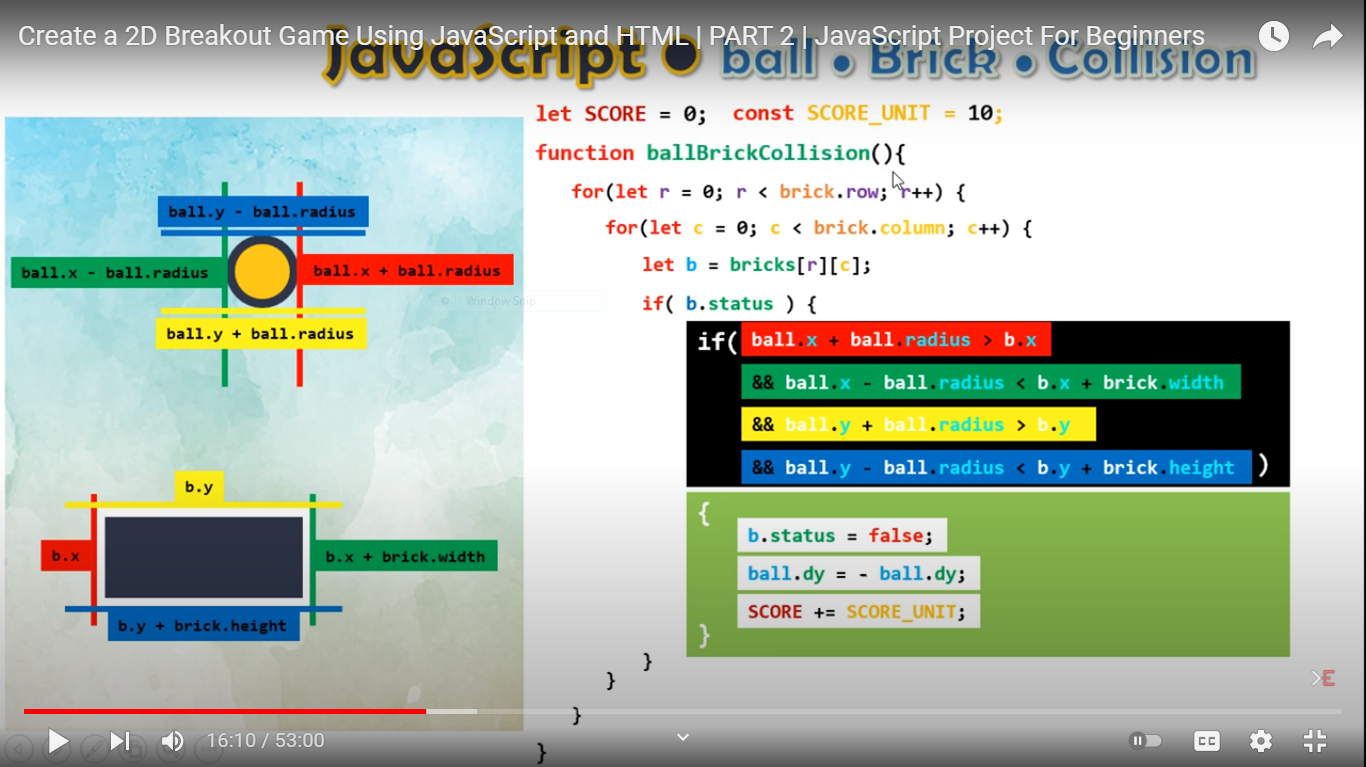 Create a 2D Breakout Game Using JavaScript and HTML | PART 2 | JavaScript Project For Beginners
JavaScript ● ball ● Brick ● Collision
let SCORE = 0; const SCORE_UNIT = 10;
function ballBrickCollision(){
for(let r = 0; r < brick.row; r++) {
for(let c = 0; c < brick.column; c++) {
let b = bricks[r][c];
if( b.status ) {
if( ball.x + ball.radius > b.x
&& ball.x - ball.radius < b.x + brick.width
&& ball.y + ball.radius > b.y
&& ball.y - ball.radius < b.y + brick.height )
{
b.status = false;
ball.dy = - ball.dy;
SCORE += SCORE_UNIT;
}
}
}
}
}
ball.y - ball.radius
ball.x - ball.radius
ball.x + ball.radius
ball.y + ball.radius
Window Snip
b.y
b.x
b.x + brick.width
b.y + brick.height
16:10 / 53:00
CC